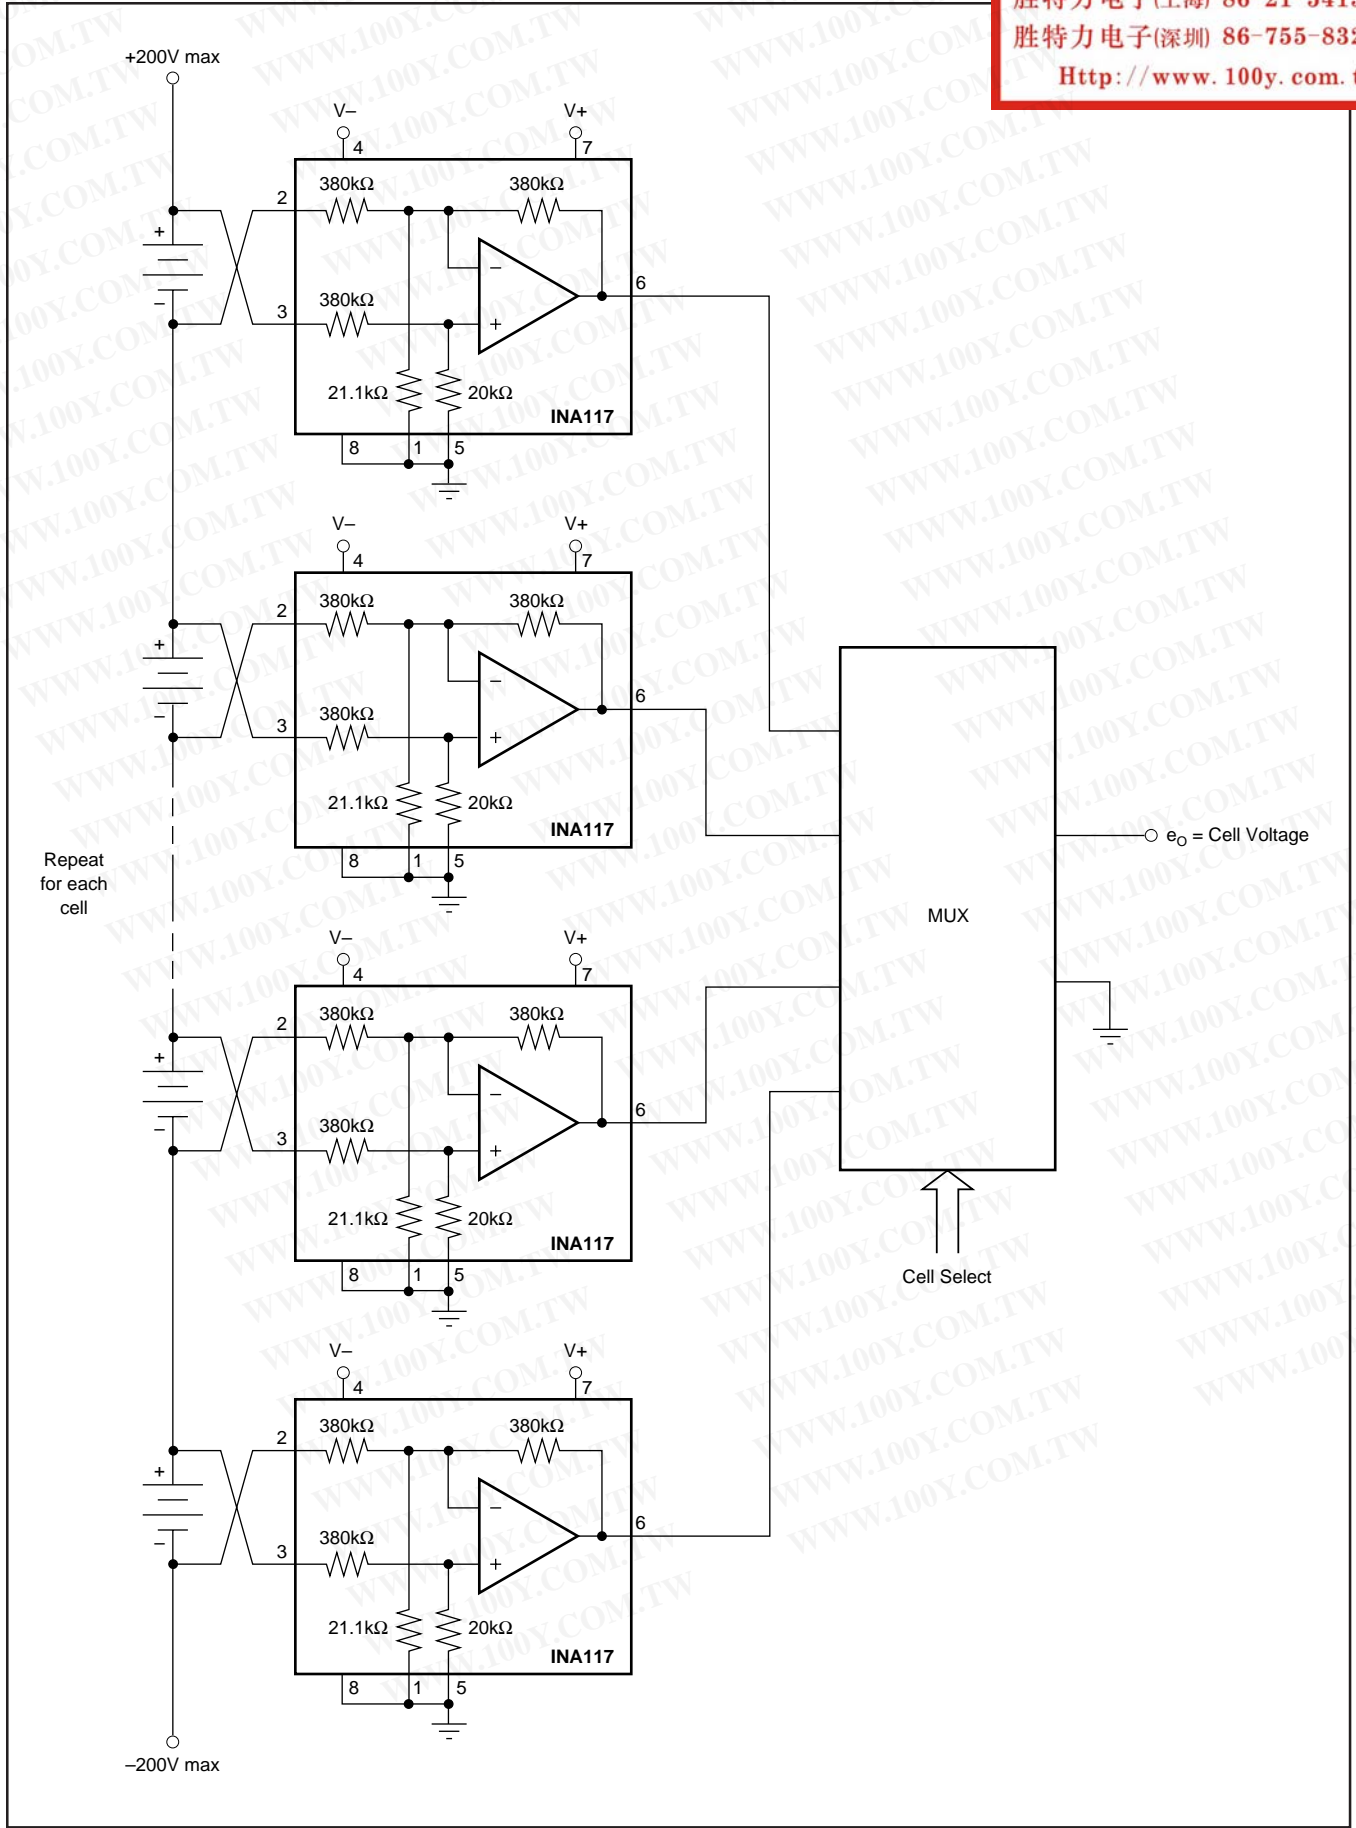 胜特力电子(深圳) 86-755-832
Http://www. 100y. com. t
+200V max
V–
V+
4
7
2
380kΩ
380kΩ
+
–
–
6
3
380kΩ
+
21.1kΩ
20kΩ
INA117
8
1
5
V–
V+
4
7
2
380kΩ
380kΩ
+
–
–
6
3
380kΩ
+
21.1kΩ
20kΩ
INA117
8
1
5
Repeat
for each
cell
MUX
eO = Cell Voltage
Cell Select
V–
V+
4
7
2
380kΩ
380kΩ
+
–
–
6
3
380kΩ
+
21.1kΩ
20kΩ
INA117
8
1
5
V–
V+
4
7
2
380kΩ
380kΩ
+
–
–
6
3
380kΩ
+
21.1kΩ
20kΩ
INA117
8
1
5
–200V max
WWW.100Y.COM.TW